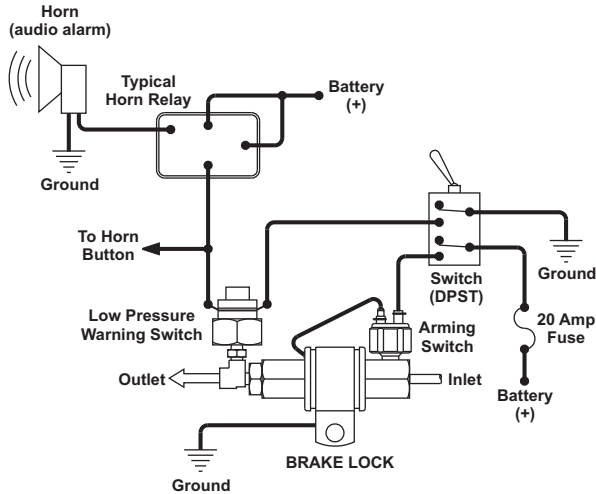 Horn
(audio alarm)
Typical
Horn Relay
Battery
(+)
Ground
To Horn
Button
Switch
(DPST)
Ground
Low Pressure
Warning Switch
Arming
Switch
20 Amp
Fuse
Outlet
Inlet
Battery
(+)
BRAKE LOCK
Ground